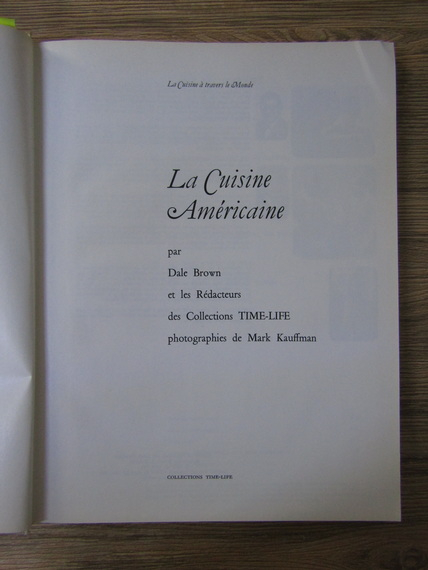 La Cuisine à travers le Monde
La Cuisine
Américaine
par
Dale Brown
et les Rédacteurs
des Collections TIME-LIFE
photographies de Mark Kauffman
COLLECTIONS TIME-LIFE